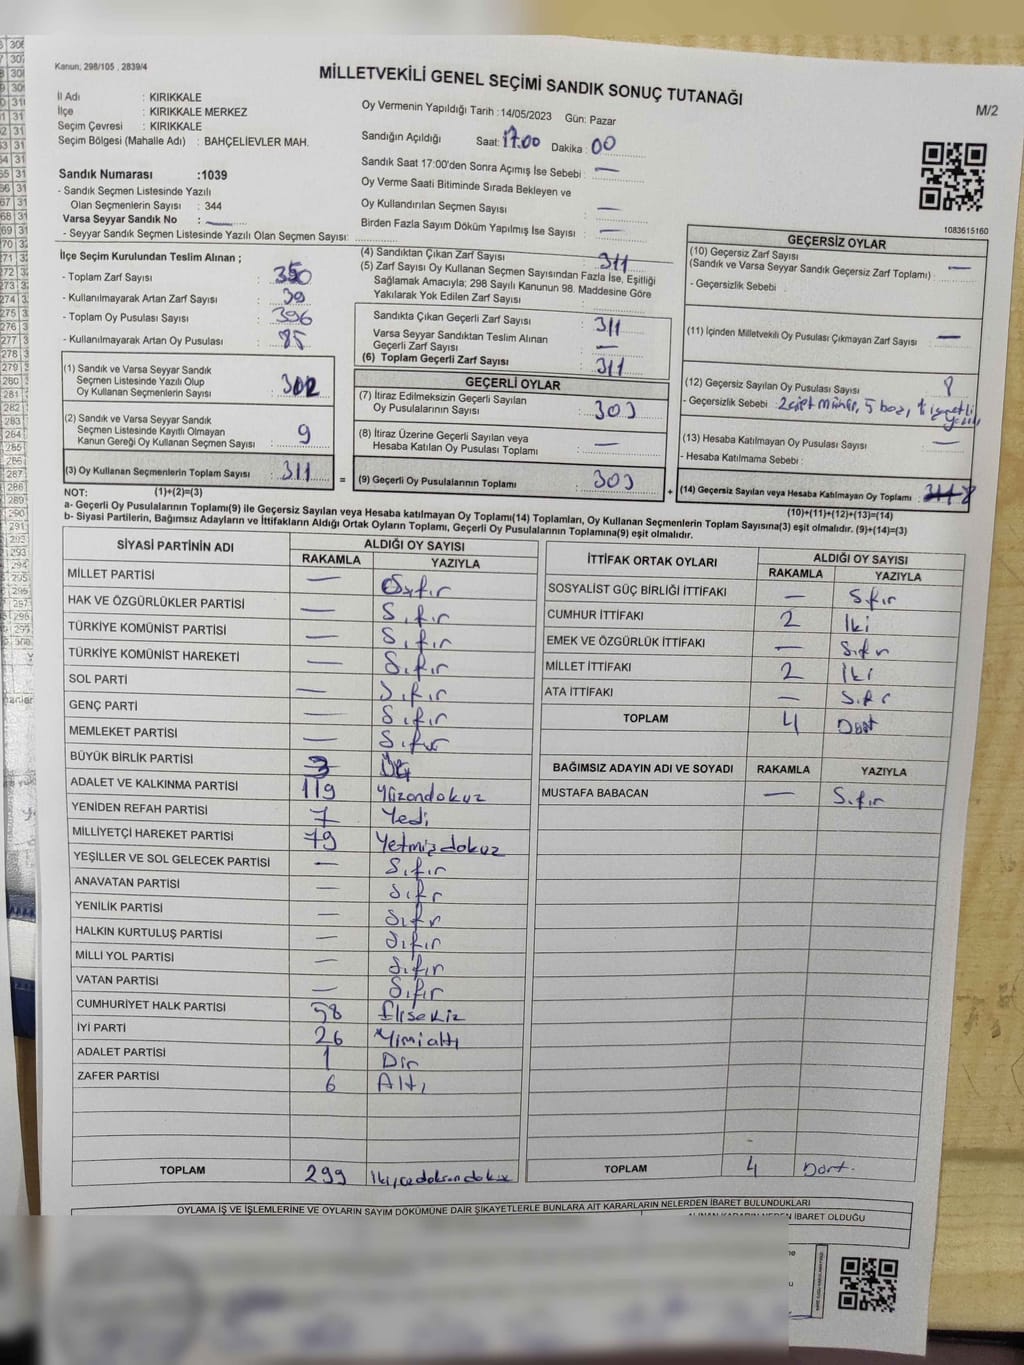 Kanun; 298/105 , 2839/4
MİLLETVEKİLİ GENEL SEÇİMİ SANDIK SONUÇ TUTANAĞI
M/2
İl Adı : KIRIKKALE
İlçe : KIRIKKALE MERKEZ
Seçim Çevresi : KIRIKKALE
Seçim Bölgesi (Mahalle Adı) : BAHÇELİEVLER MAH.
Sandık Numarası :1039
- Sandık Seçmen Listesinde Yazılı
Olan Seçmenlerin Sayısı : 344
Varsa Seyyar Sandık No : —
- Seyyar Sandık Seçmen Listesinde Yazılı Olan Seçmen Sayısı:
Oy Vermenin Yapıldığı Tarih :14/05/2023 Gün: Pazar
Sandığın Açıldığı Saat: 17.00 Dakika : 00
Sandık Saat 17:00'den Sonra Açımış İse Sebebi : —
Oy Verme Saati Bitiminde Sırada Bekleyen ve
Oy Kullandırılan Seçmen Sayısı : —
Birden Fazla Sayım Döküm Yapılmış İse Sayısı : —
1083615160
İlçe Seçim Kurulundan Teslim Alınan ;
- Toplam Zarf Sayısı : 350
- Kullanılmayarak Artan Zarf Sayısı : 39
- Toplam Oy Pusulası Sayısı : 396
- Kullanılmayarak Artan Oy Pusulası : 85
(1) Sandık ve Varsa Seyyar Sandık
Seçmen Listesinde Yazılı Olup
Oy Kullanan Seçmenlerin Sayısı : 302
(2) Sandık ve Varsa Seyyar Sandık
Seçmen Listesinde Kayıtlı Olmayan
Kanun Gereği Oy Kullanan Seçmen Sayısı : 9
(3) Oy Kullanan Seçmenlerin Toplam Sayısı : 311
(4) Sandıktan Çıkan Zarf Sayısı : 311
(5) Zarf Sayısı Oy Kullanan Seçmen Sayısından Fazla İse, Eşitliği
Sağlamak Amacıyla; 298 Sayılı Kanunun 98. Maddesine Göre
Yakılarak Yok Edilen Zarf Sayısı :
Sandıkta Çıkan Geçerli Zarf Sayısı : 311
Varsa Seyyar Sandıktan Teslim Alınan
Geçerli Zarf Sayısı : —
(6) Toplam Geçerli Zarf Sayısı : 311
GEÇERLİ OYLAR
(7) İtiraz Edilmeksizin Geçerli Sayılan
Oy Pusulalarının Sayısı : 303
(8) İtiraz Üzerine Geçerli Sayılan veya
Hesaba Katılan Oy Pusulası Toplamı : —
= (9) Geçerli Oy Pusulalarının Toplamı : 303
GEÇERSİZ OYLAR
(10) Geçersiz Zarf Sayısı
(Sandık ve Varsa Seyyar Sandık Geçersiz Zarf Toplamı) : —
- Geçersizlik Sebebi :
(11) İçinden Milletvekili Oy Pusulası Çıkmayan Zarf Sayısı : —
(12) Geçersiz Sayılan Oy Pusulası Sayısı : 8
- Geçersizlik Sebebi : 2 çift mühür, 5 boş, 1 işaretli
(13) Hesaba Katılmayan Oy Pusulası Sayısı : —
- Hesaba Katılmama Sebebi :
+ (14) Geçersiz Sayılan veya Hesaba Katılmayan Oy Toplamı : 8
NOT: (1)+(2)=(3)
(10)+(11)+(12)+(13)=(14)
a- Geçerli Oy Pusulalarının Toplamı(9) ile Geçersiz Sayılan veya Hesaba katılmayan Oy Toplamı(14) Toplamları, Oy Kullanan Seçmenlerin Toplam Sayısına(3) eşit olmalıdır. (9)+(14)=(3)
b- Siyasi Partilerin, Bağımsız Adayların ve İttifakların Aldığı Ortak Oyların Toplamı, Geçerli Oy Pusulalarının Toplamına(9) eşit olmalıdır.
SİYASİ PARTİNİN ADI ALDIĞI OY SAYISI
RAKAMLA YAZIYLA
MİLLET PARTİSİ — Sıfır
HAK VE ÖZGÜRLÜKLER PARTİSİ — Sıfır
TÜRKİYE KOMÜNİST PARTİSİ — Sıfır
TÜRKİYE KOMÜNİST HAREKETİ — Sıfır
SOL PARTİ — Sıfır
GENÇ PARTİ — Sıfır
MEMLEKET PARTİSİ — Sıfır
BÜYÜK BİRLİK PARTİSİ 3 Üç
ADALET VE KALKINMA PARTİSİ 119 Yüzondokuz
YENİDEN REFAH PARTİSİ 7 Yedi
MİLLİYETÇİ HAREKET PARTİSİ 79 Yetmişdokuz
YEŞİLLER VE SOL GELECEK PARTİSİ — Sıfır
ANAVATAN PARTİSİ — Sıfır
YENİLİK PARTİSİ — Sıfır
HALKIN KURTULUŞ PARTİSİ — Sıfır
MİLLİ YOL PARTİSİ — Sıfır
VATAN PARTİSİ — Sıfır
CUMHURİYET HALK PARTİSİ 58 Elisekiz
İYİ PARTİ 26 Yirmialtı
ADALET PARTİSİ 1 Bir
ZAFER PARTİSİ 6 Altı
TOPLAM 299 İkiyüzdoksandokuz
İTTİFAK ORTAK OYLARI ALDIĞI OY SAYISI
RAKAMLA YAZIYLA
SOSYALİST GÜÇ BİRLİĞİ İTTİFAKI — Sıfır
CUMHUR İTTİFAKI 2 İki
EMEK VE ÖZGÜRLÜK İTTİFAKI — Sıfır
MİLLET İTTİFAKI 2 İki
ATA İTTİFAKI — Sıfır
TOPLAM 4 Dört
BAĞIMSIZ ADAYIN ADI VE SOYADI RAKAMLA YAZIYLA
MUSTAFA BABACAN — Sıfır
TOPLAM 4 Dört
OYLAMA İŞ VE İŞLEMLERİNE VE OYLARIN SAYIM DÖKÜMÜNE DAİR ŞİKAYETLERLE BUNLARA AİT KARARLARIN NELERDEN İBARET BULUNDUKLARI
ALINAN KARARIN NEDEN İBARET OLDUĞU